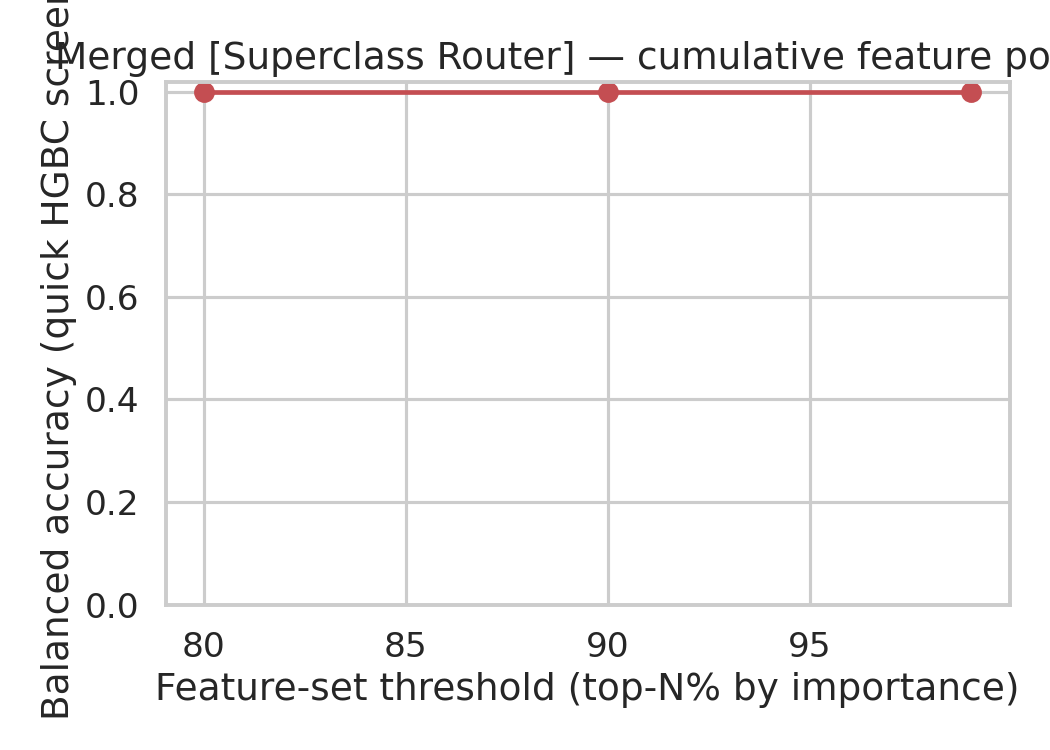 Merged [Superclass Router] — cumulative feature po
Balanced accuracy (quick HGBC screen
1.0
0.8
0.6
0.4
0.2
0.0
80 85 90 95
Feature-set threshold (top-N% by importance)